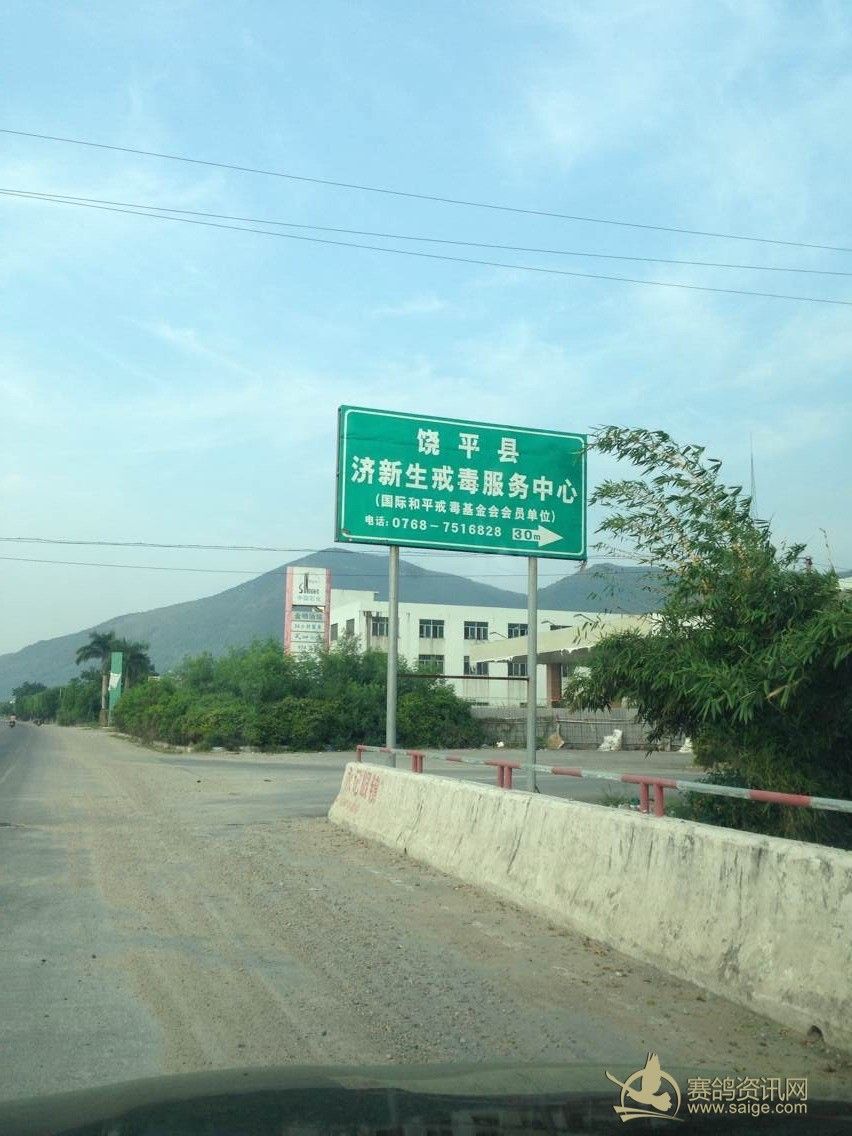 饶平县
济新生戒毒服务中心
(国际和平戒毒基金会会员单位)
电话:0768-7516828 30m
赛鸽资讯网
www.saige.com